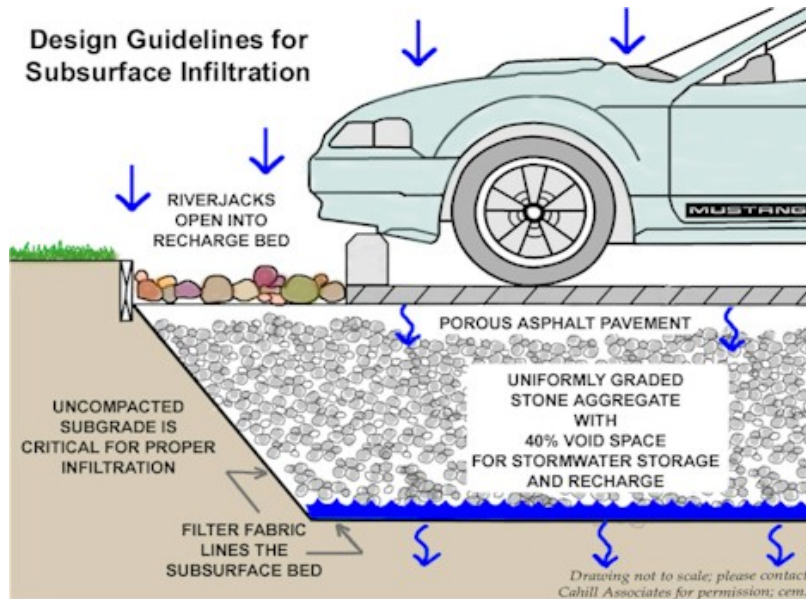 Design Guidelines for
Subsurface Infiltration
RIVERJACKS
OPEN INTO
RECHARGE BED
MUSTANG
POROUS ASPHALT PAVEMENT
UNIFORMLY GRADED
STONE AGGREGATE
WITH
40% VOID SPACE
FOR STORMWATER STORAGE
AND RECHARGE
UNCOMPACTED
SUBGRADE IS
CRITICAL FOR PROPER
INFILTRATION
FILTER FABRIC
LINES THE
SUBSURFACE BED
Drawing not to scale; please contact
Cahill Associates for permission;